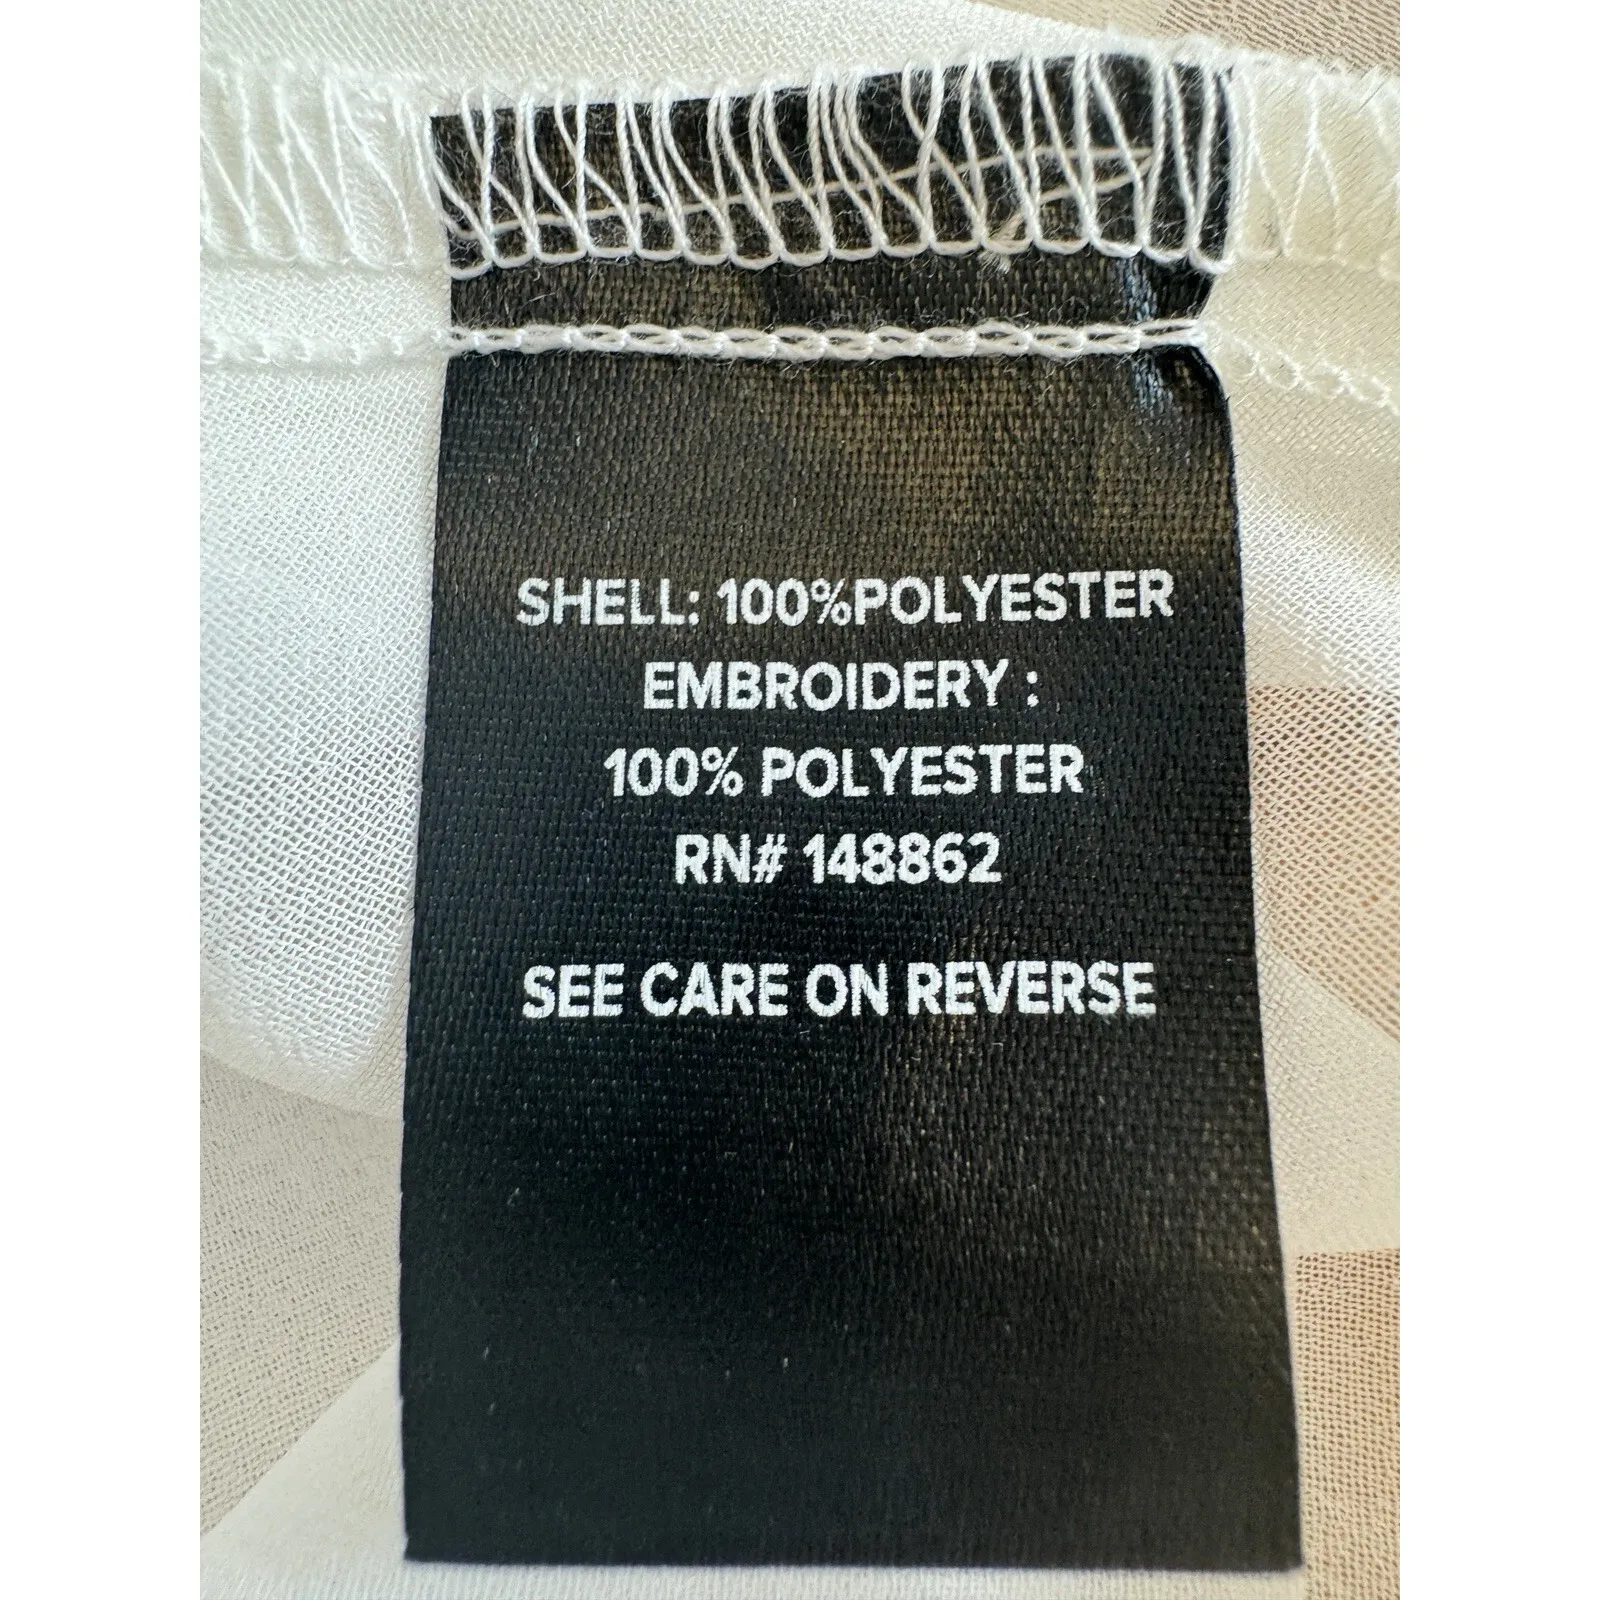 SHELL: 100%POLYESTER
EMBROIDERY :
100% POLYESTER
RN# 148862
SEE CARE ON REVERSE